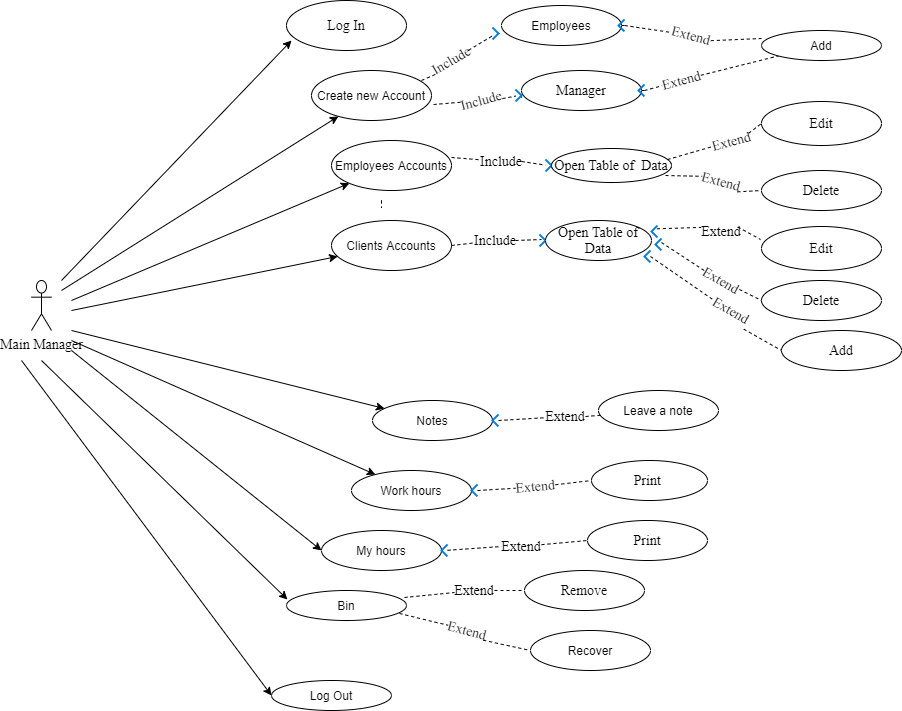 Log In
Employees
Extend
Add
Include
Create new Account
Include
Manager
Extend
Employees Accounts
Include
Open Table of  Data
Extend
Edit
Extend
Delete
Clients Accounts
Include
Open Table of
Data
Extend
Edit
Extend
Delete
Extend
Add
Main Manager
Notes
Extend
Leave a note
Work hours
Extend
Print
My hours
Extend
Print
Bin
Extend
Remove
Extend
Recover
Log Out